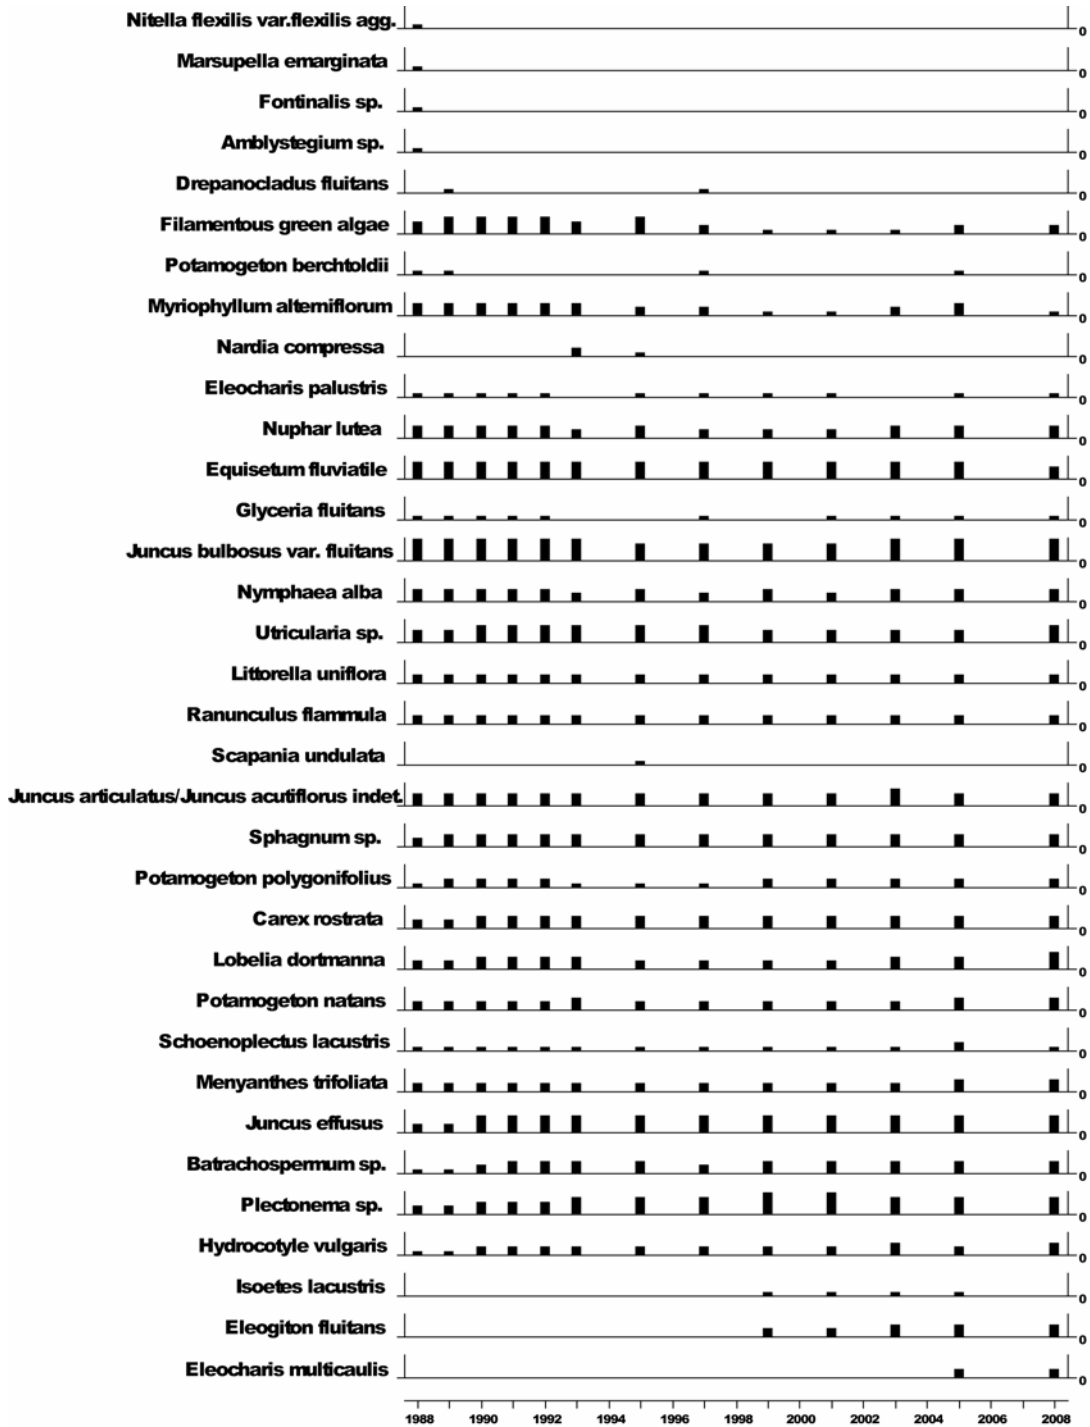 Nitella flexilis var.flexilis agg. 0
Marsupella emarginata 0
Fontinalis sp. 0
Amblystegium sp. 0
Drepanocladus fluitans 0
Filamentous green algae 0
Potamogeton berchtoldii 0
Myriophyllum alterniflorum 0
Nardia compressa 0
Eleocharis palustris 0
Nuphar lutea 0
Equisetum fluviatile 0
Glyceria fluitans 0
Juncus bulbosus var. fluitans 0
Nymphaea alba 0
Utricularia sp. 0
Littorella uniflora 0
Ranunculus flammula 0
Scapania undulata 0
Juncus articulatus/Juncus acutiflorus indet. 0
Sphagnum sp. 0
Potamogeton polygonifolius 0
Carex rostrata 0
Lobelia dortmanna 0
Potamogeton natans 0
Schoenoplectus lacustris 0
Menyanthes trifoliata 0
Juncus effusus 0
Batrachospermum sp. 0
Plectonema sp. 0
Hydrocotyle vulgaris 0
Isoetes lacustris 0
Eleogiton fluitans 0
Eleocharis multicaulis 0
1988 1990 1992 1994 1996 1998 2000 2002 2004 2006 2008